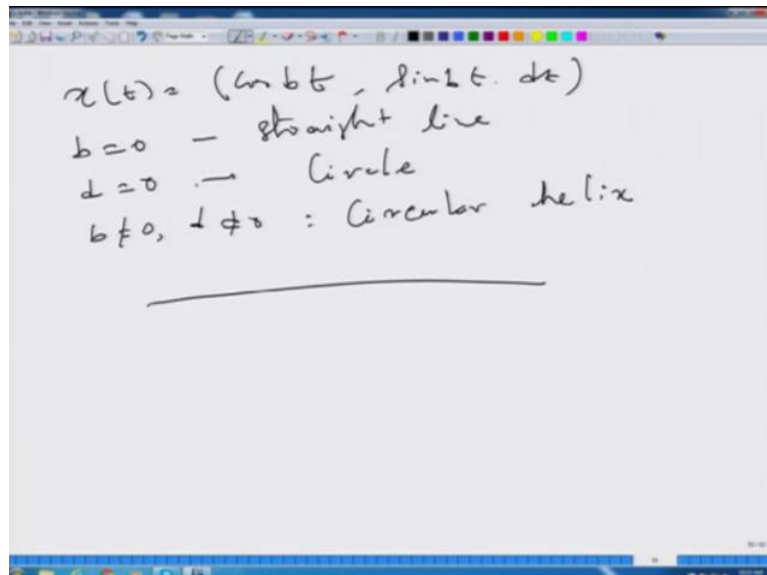 x(t) = (cos bt, sin bt. dt)
b = 0 - straight line
d = 0 - Circle
b ≠ 0, d ≠ 0 : Circular helix